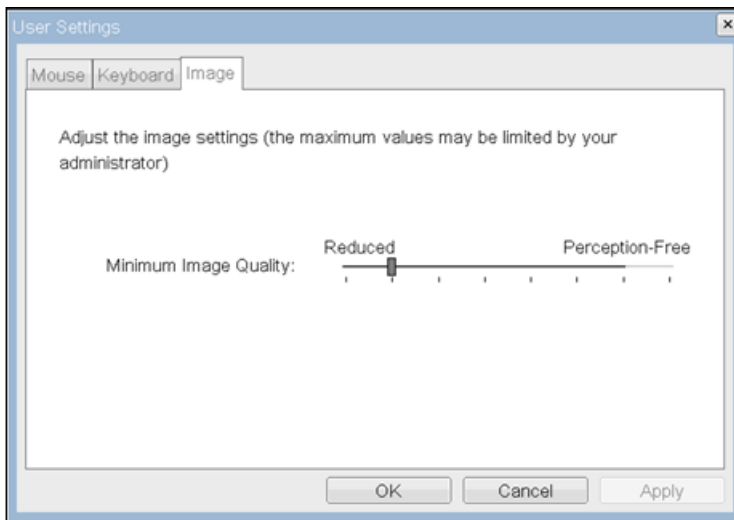 User Settings
Mouse Keyboard Image
Adjust the image settings (the maximum values may be limited by your
administrator)
Reduced Perception-Free
Minimum Image Quality:
OK Cancel Apply